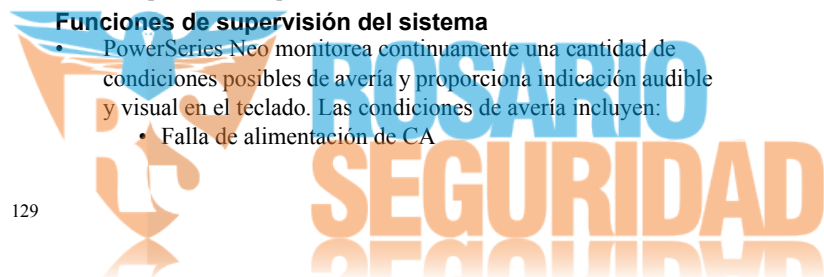 Funciones de supervisión del sistema
• PowerSeries Neo monitorea continuamente una cantidad de
condiciones posibles de avería y proporciona indicación audible
y visual en el teclado. Las condiciones de avería incluyen:
• Falla de alimentación de CA
129
RS
ROSARIO
SEGURIDAD